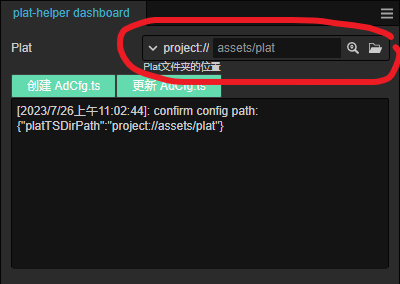 plat-helper dashboard
Plat
project:// assets/plat
Plat文件夹的位置
创建 AdCfg.ts 更新 AdCfg.ts
[2023/7/26上午11:02:44]: confirm config path:
{"platTSDirPath":"project://assets/plat"}